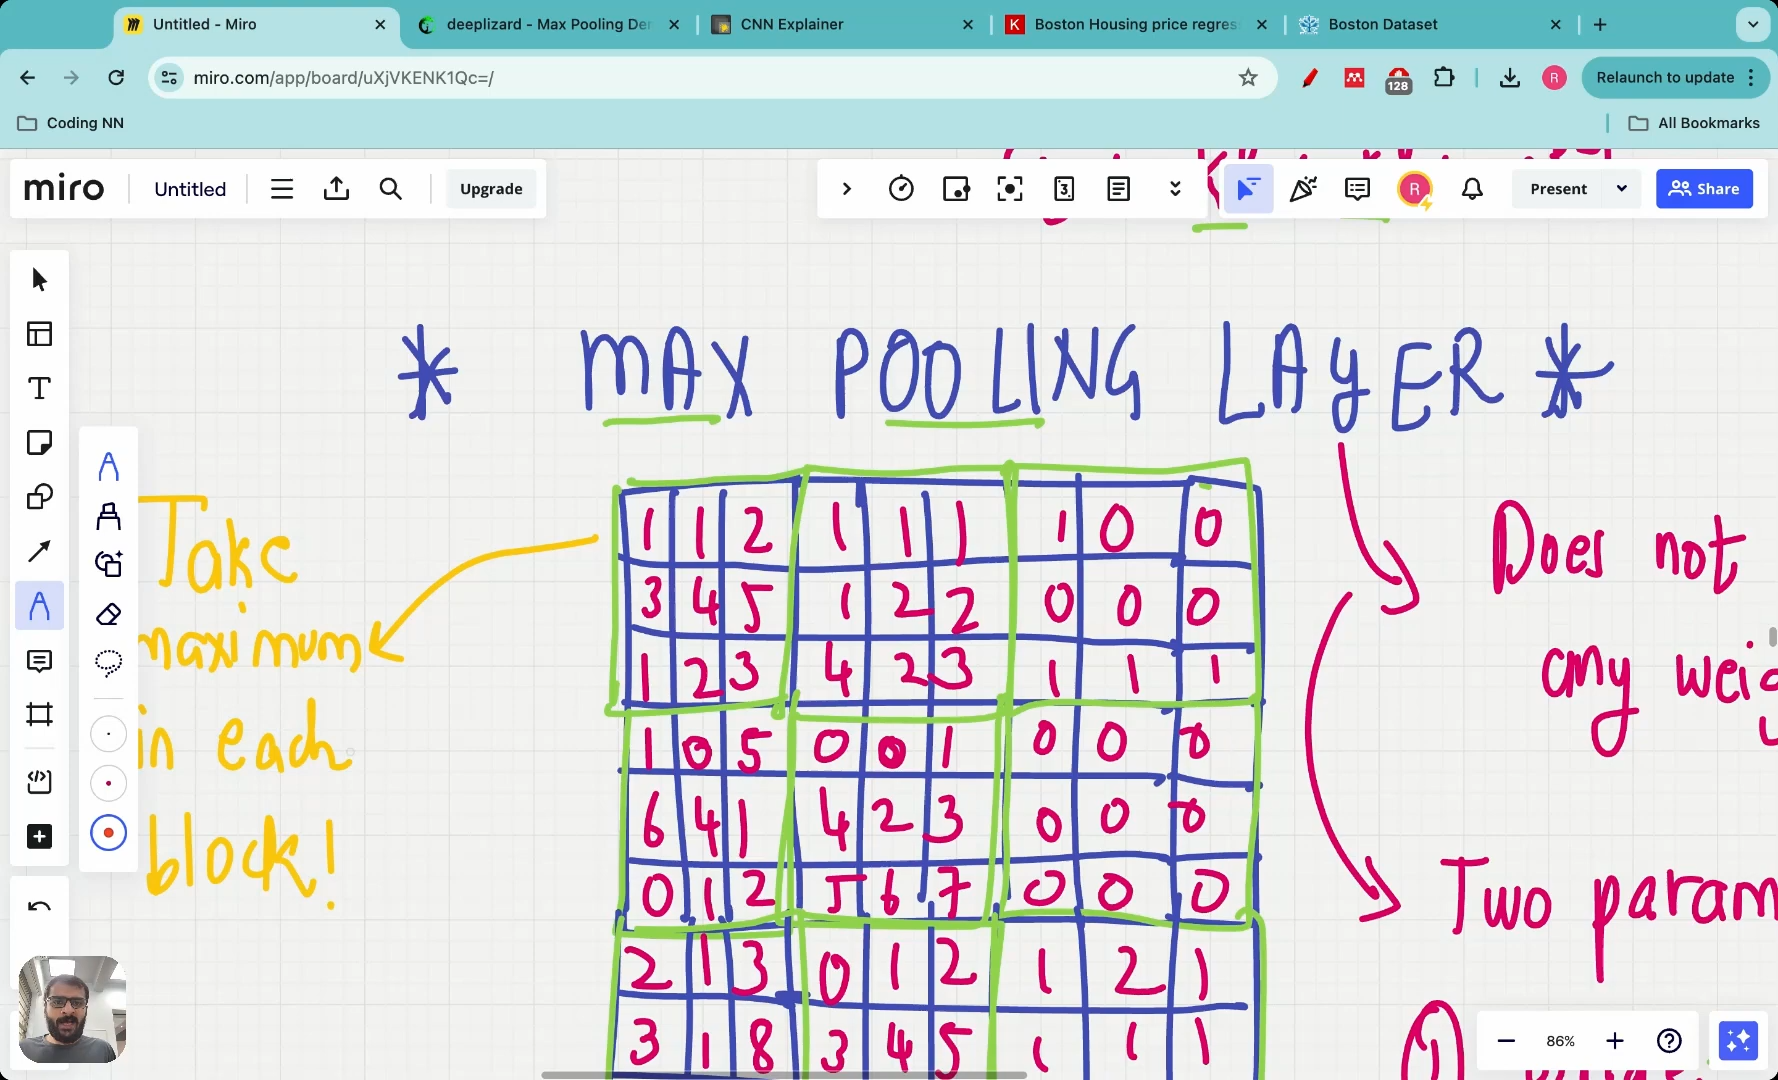 Untitled - Miro
deeplizard - Max Pooling De
CNN Explainer
K Boston Housing price regres
Boston Dataset
miro.com/app/board/uXjVKENK1Qc=/
128
R
Relaunch to update
Coding NN
All Bookmarks
miro
Untitled
Upgrade
3
R
Present
Share
* MAX POOLING LAYER *
Take
maximum
in each
block!
1 1 2 1 1 1 1 0 0
3 4 5 1 2 2 0 0 0
1 2 3 4 2 3 1 1 1
1 0 5 0 0 1 0 0 0
6 4 1 4 2 3 0 0 0
0 1 2 5 6 7 0 0 0
2 1 3 0 1 2 1 2 1
3 1 8 3 4 5 1 1 1
Does not
any weig
Two param
86%